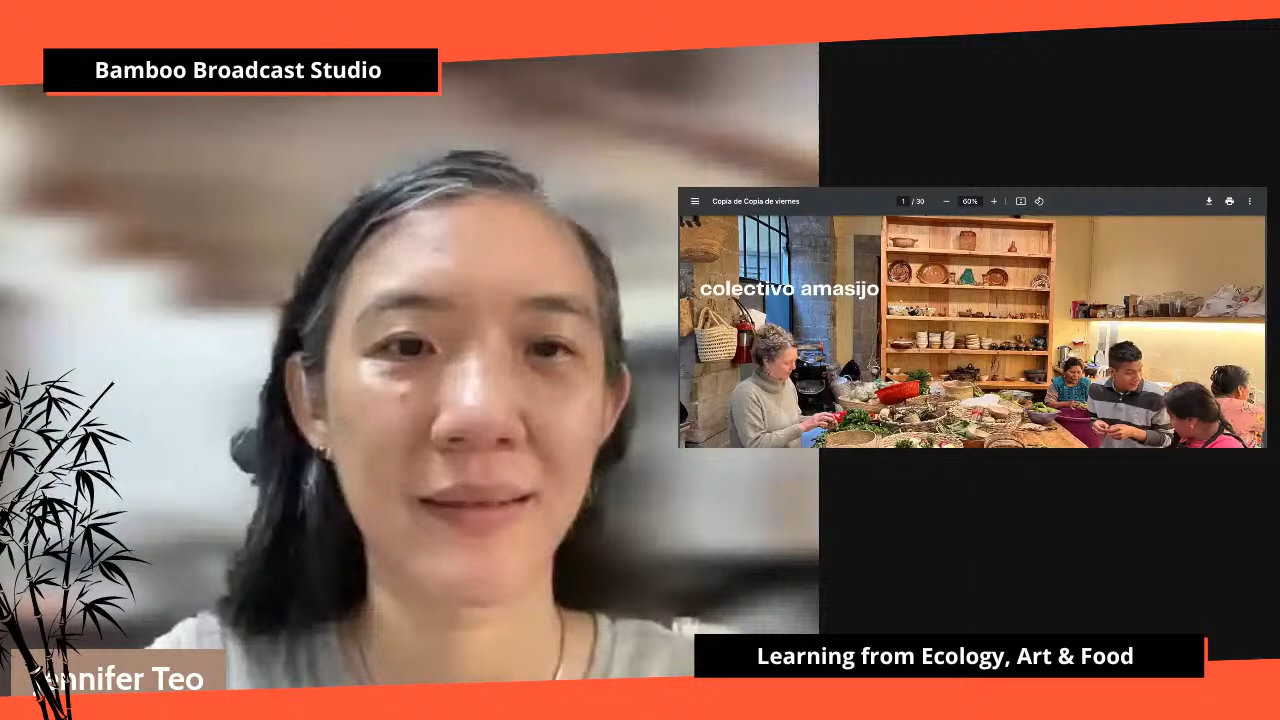 Bamboo Broadcast Studio
Copia de Copia de viernes
1 / 30
60%
colectivo amasijo
Learning from Ecology, Art & Food
Jennifer Teo